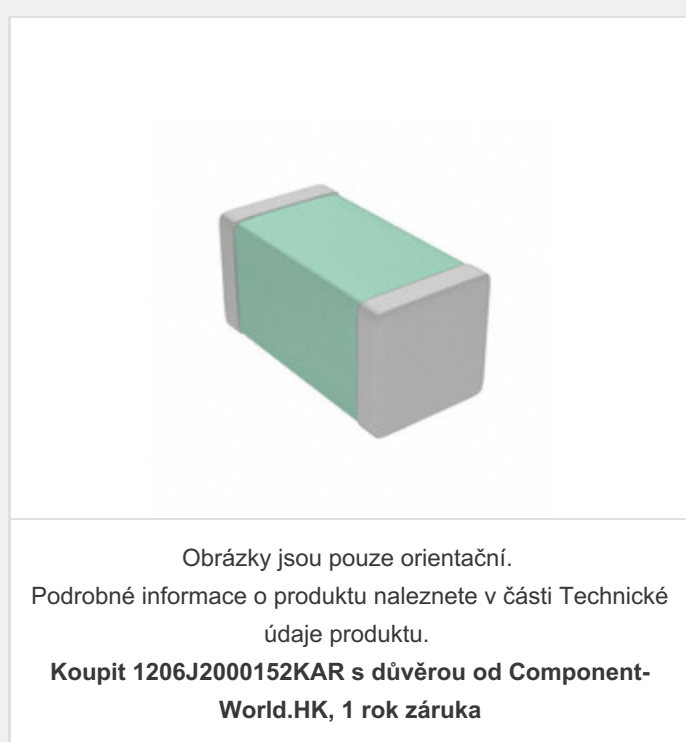 Obrázky jsou pouze orientační.
Podrobné informace o produktu naleznete v části Technické
údaje produktu.
Koupit 1206J2000152KAR s důvěrou od Component-
World.HK, 1 rok záruka